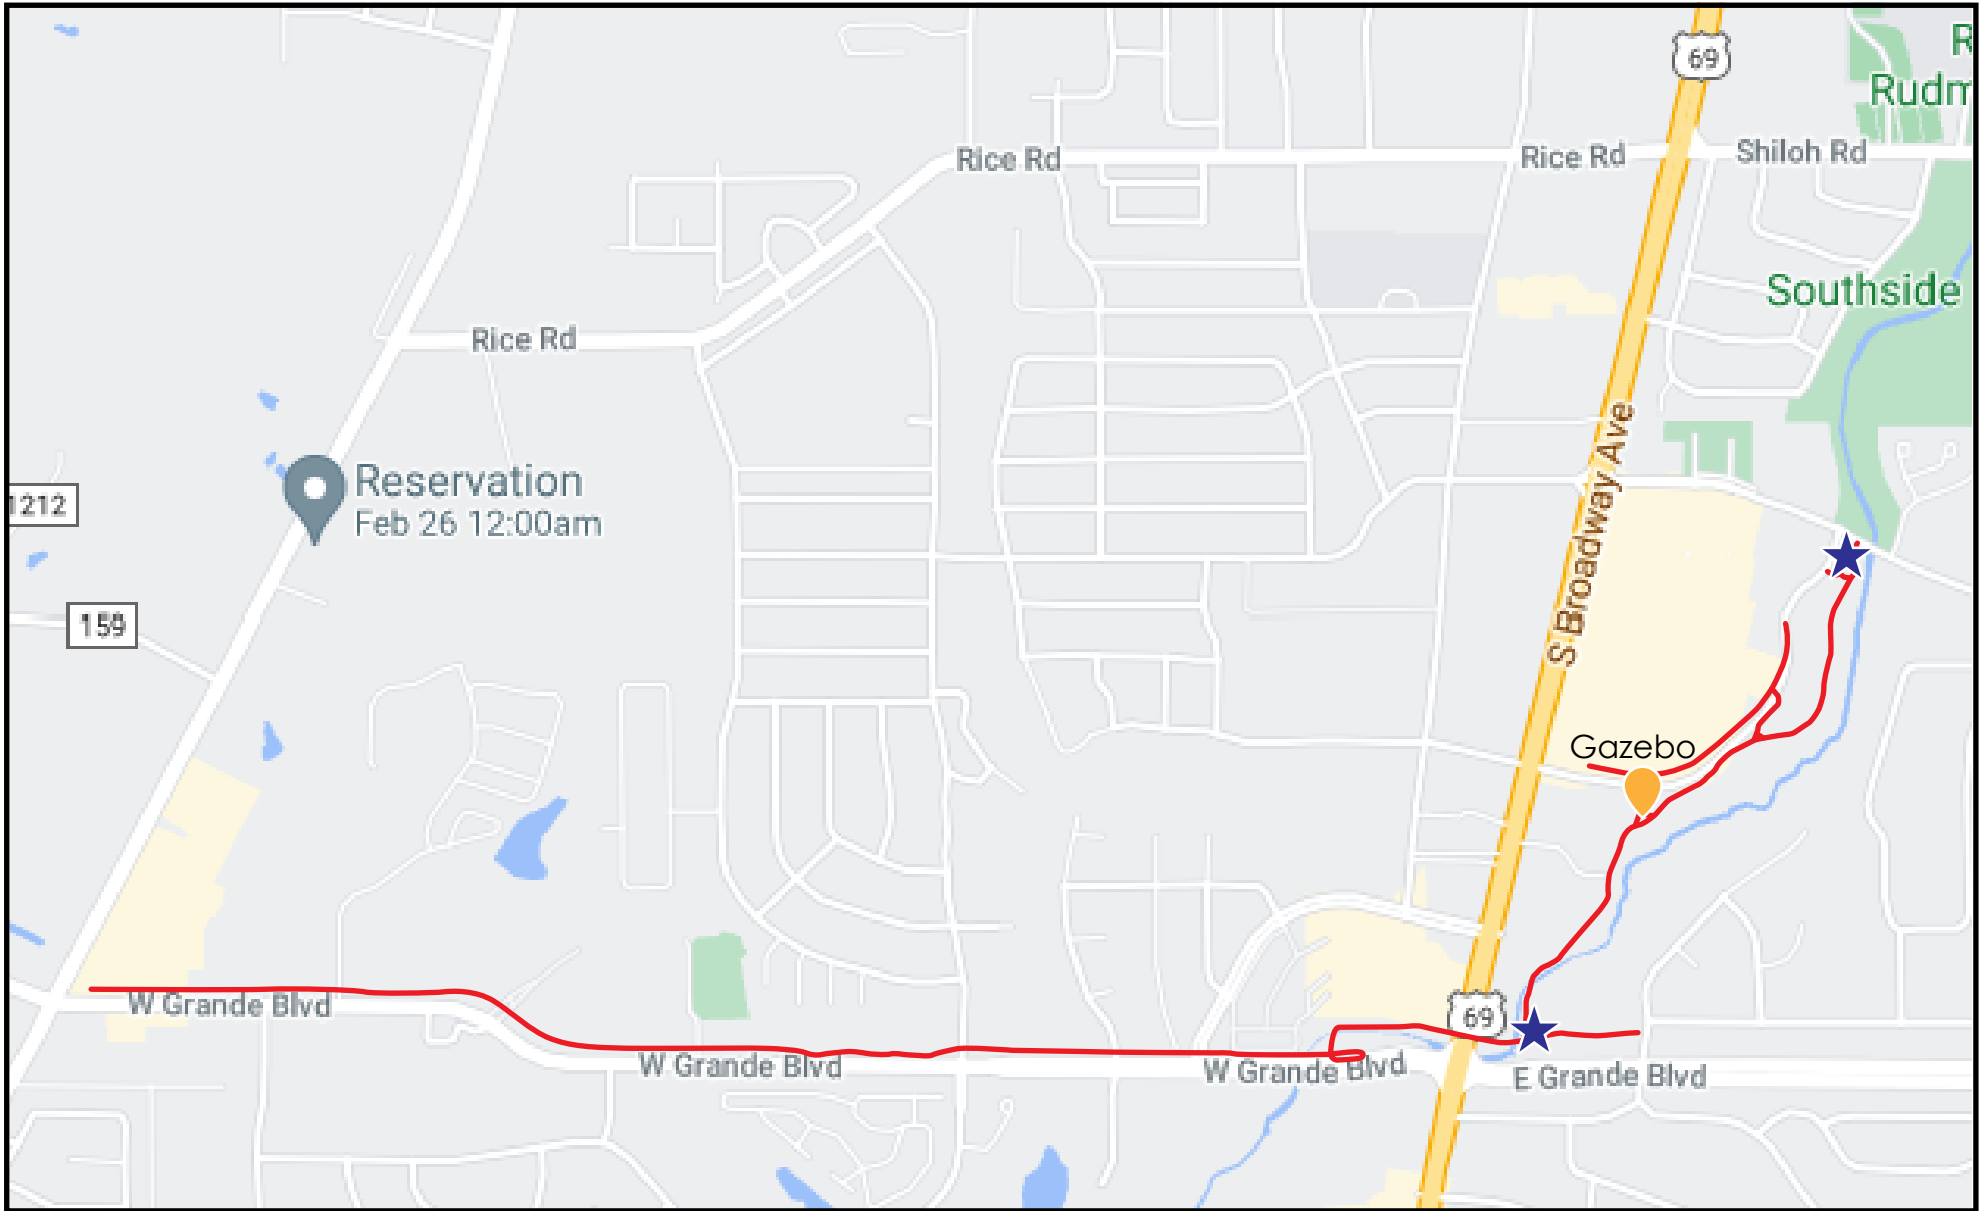 69
R
Rudm
Rice Rd
Rice Rd
Shiloh Rd
Southside
Rice Rd
S Broadway Ave
Reservation
Feb 26 12:00am
1212
159
Gazebo
W Grande Blvd
69
W Grande Blvd
W Grande Blvd
E Grande Blvd